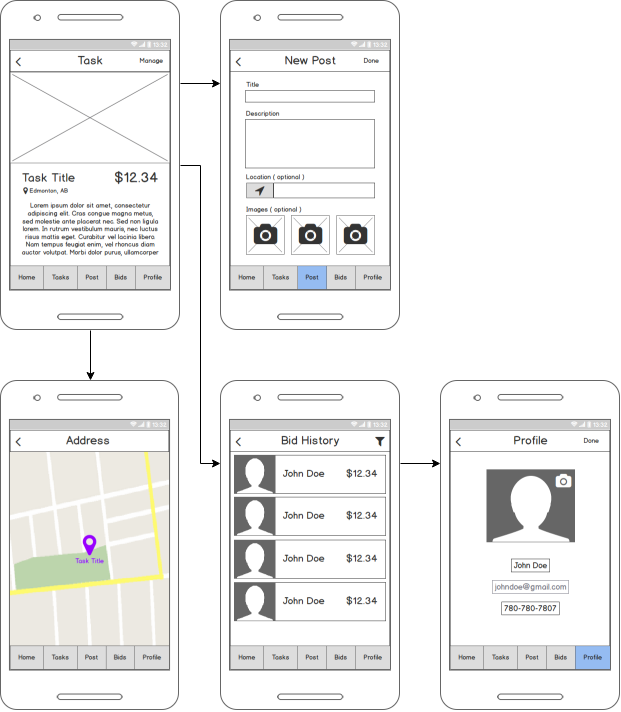 13:32
Task
Manage
Task Title
$12.34
Edmonton, AB
Lorem ipsum dolor sit amet, consectetur
adipiscing elit. Cras congue magna metus,
sed molestie ante placerat nec. Sed non ligula
lorem. In rutrum vestibulum mauris, nec luctus
risus mattis eget. Curabitur vel lacinia libero.
Nam tempus feugiat enim, vel rhoncus diam
auctor volutpat. Morbi dolor purus, ullamcorper
Home Tasks Post Bids Profile
13:32
New Post
Done
Title
Description
Location ( optional )
Images ( optional )
Home Tasks Post Bids Profile
13:32
Address
Task Title
Home Tasks Post Bids Profile
13:32
Bid History
John Doe $12.34
John Doe $12.34
John Doe $12.34
John Doe $12.34
Home Tasks Post Bids Profile
13:32
Profile
Done
John Doe
johndoe@gmail.com
780-780-7807
Home Tasks Post Bids Profile